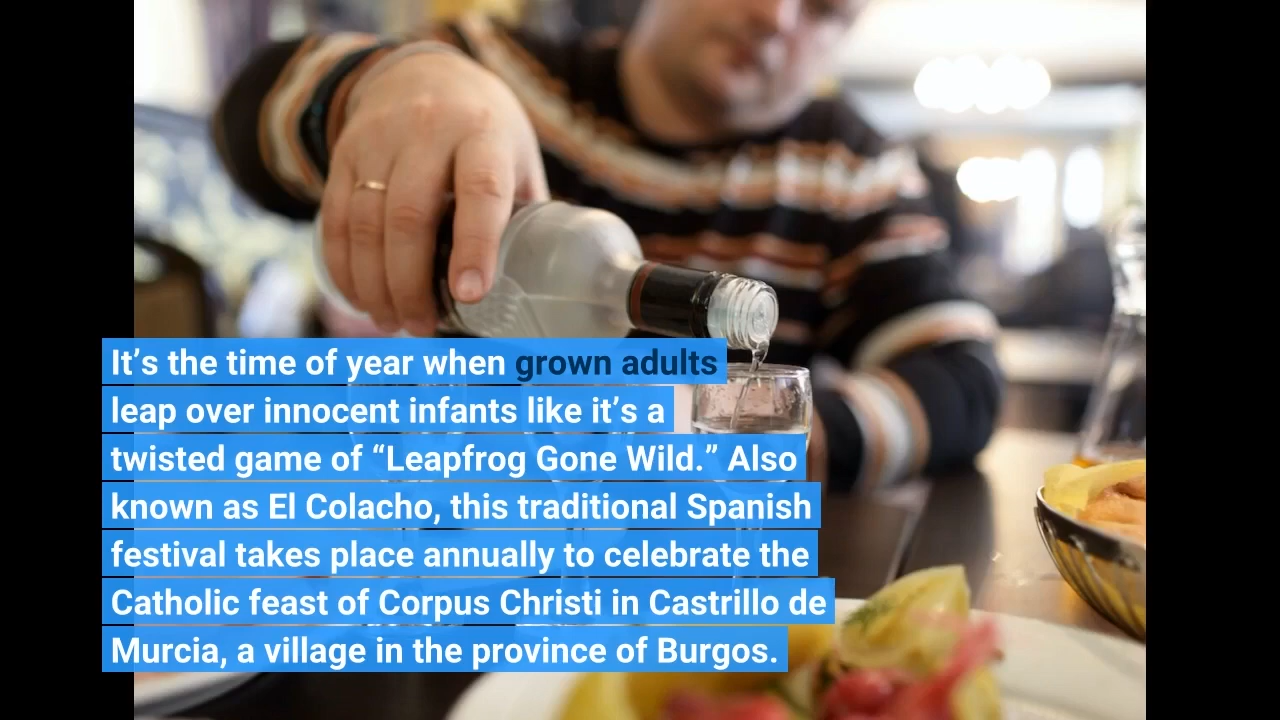 It’s the time of year when grown adults
leap over innocent infants like it’s a
twisted game of “Leapfrog Gone Wild.” Also
known as El Colacho, this traditional Spanish
festival takes place annually to celebrate the
Catholic feast of Corpus Christi in Castrillo de
Murcia, a village in the province of Burgos.